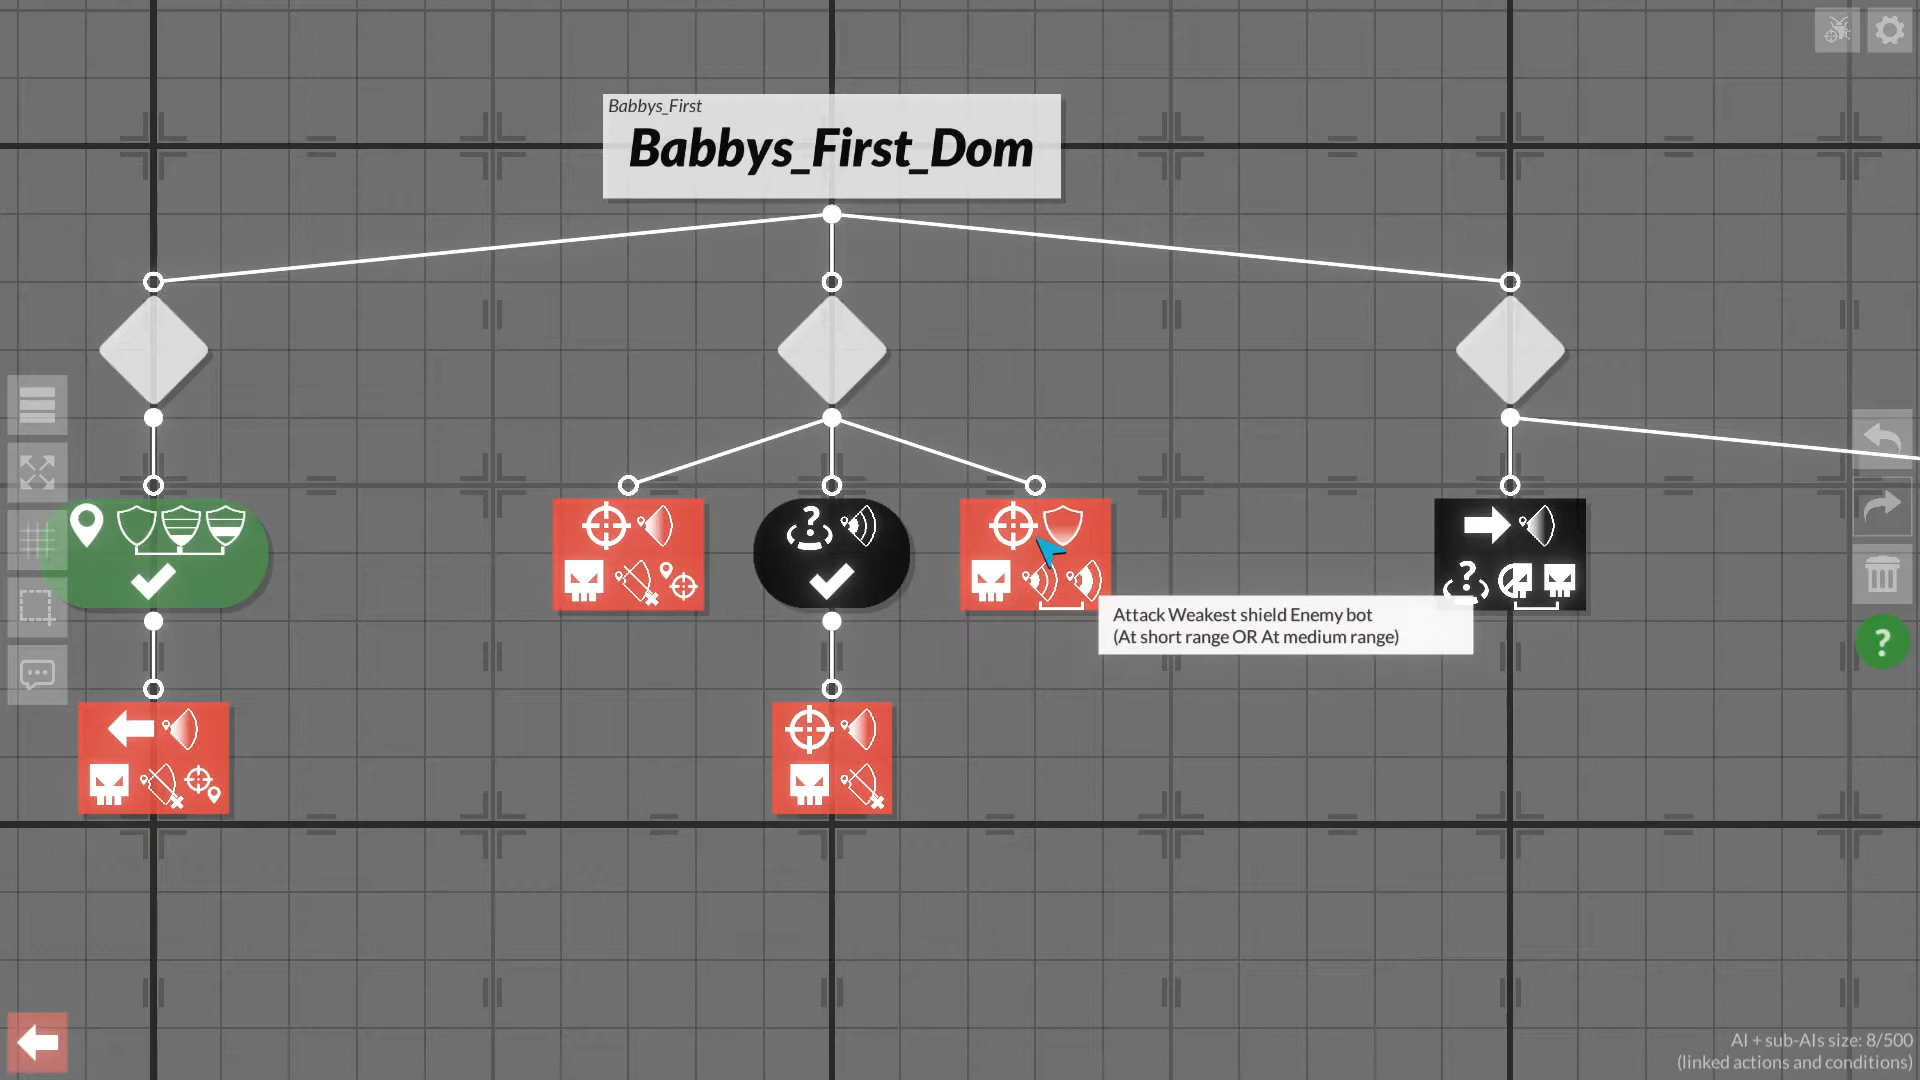 Babbys_First
Babbys_First_Dom
?
?
Attack Weakest shield Enemy bot
(At short range OR At medium range)
?
AI + sub-AIs size: 8/500
(linked actions and conditions)